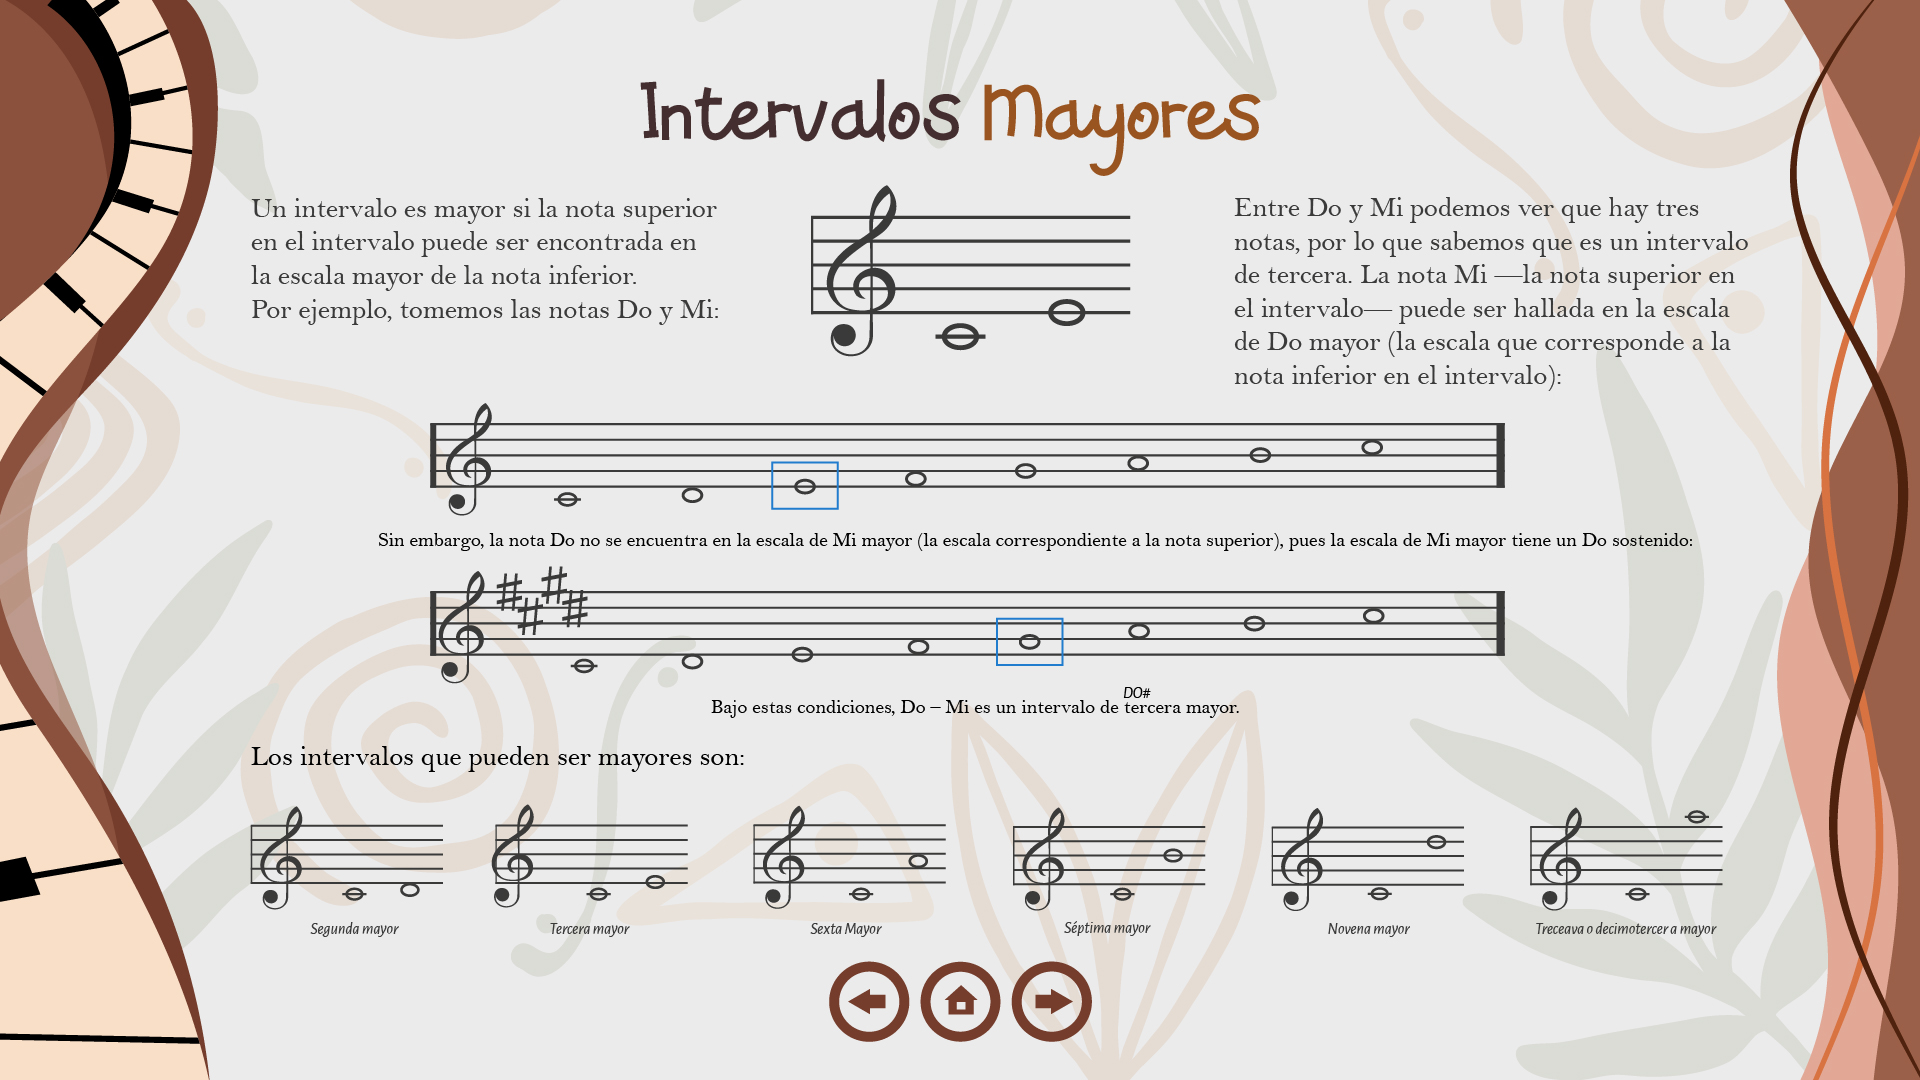 Intervalos Mayores
Un intervalo es mayor si la nota superior
en el intervalo puede ser encontrada en
la escala mayor de la nota inferior.
Por ejemplo, tomemos las notas Do y Mi:
Entre Do y Mi podemos ver que hay tres
notas, por lo que sabemos que es un intervalo
de tercera. La nota Mi —la nota superior en
el intervalo— puede ser hallada en la escala
de Do mayor (la escala que corresponde a la
nota inferior en el intervalo):
Sin embargo, la nota Do no se encuentra en la escala de Mi mayor (la escala correspondiente a la nota superior), pues la escala de Mi mayor tiene un Do sostenido:
DO#
Bajo estas condiciones, Do – Mi es un intervalo de tercera mayor.
Los intervalos que pueden ser mayores son:
Segunda mayor
Tercera mayor
Sexta Mayor
Séptima mayor
Novena mayor
Treceava o decimotercer a mayor